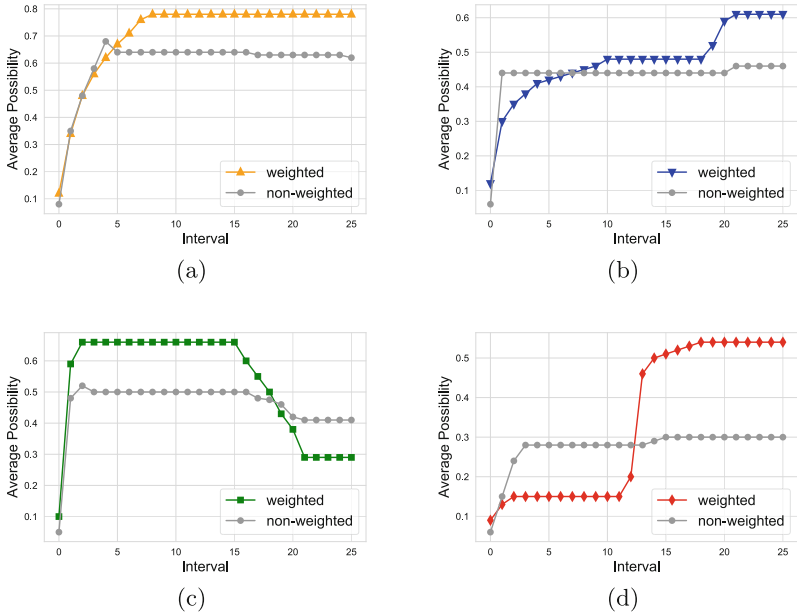 0.8
0.7
0.6
0.5
0.4
0.3
0.2
0.1
Average Possibility
weighted
non-weighted
0 5 10 15 20 25
Interval
(a)
0.6
0.5
0.4
0.3
0.2
0.1
Average Possibility
weighted
non-weighted
0 5 10 15 20 25
Interval
(b)
0.6
0.5
0.4
0.3
0.2
0.1
Average Possibility
weighted
non-weighted
0 5 10 15 20 25
Interval
(c)
0.5
0.4
0.3
0.2
0.1
Average Possibility
weighted
non-weighted
0 5 10 15 20 25
Interval
(d)